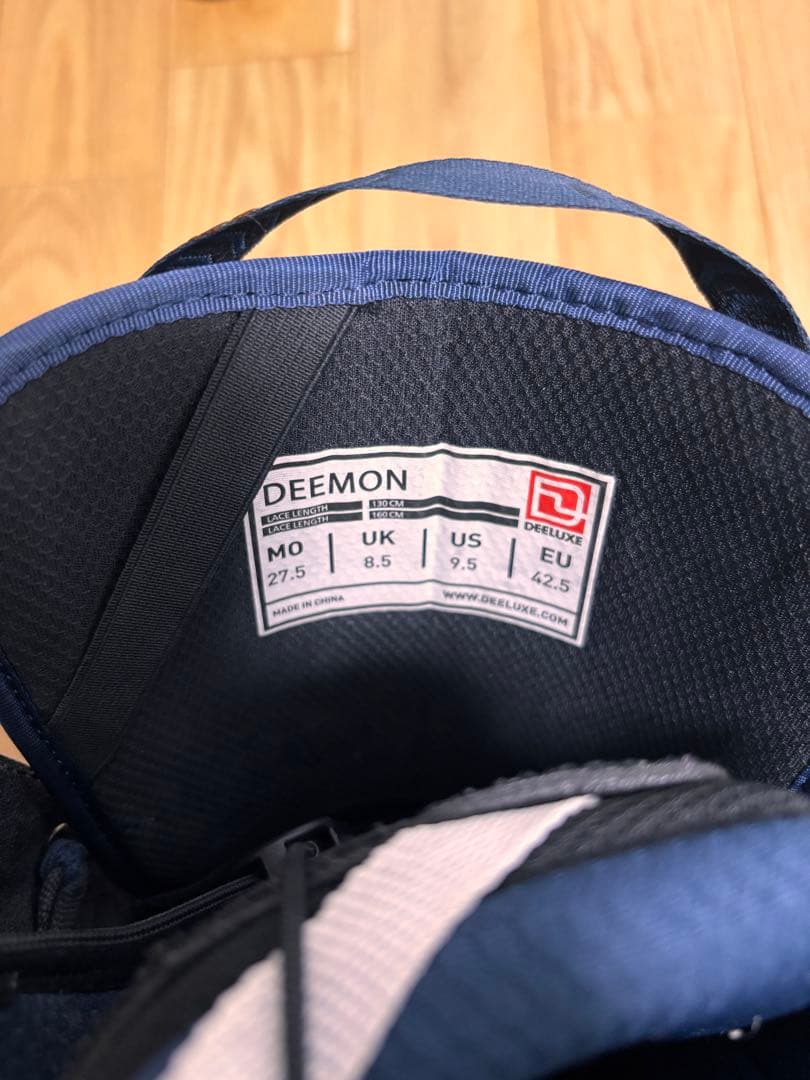 DEEMON
LACE LENGTH 130 CM
LACE LENGTH 160 CM
DEELUXE
MO | UK | US | EU
27.5 | 8.5 | 9.5 | 42.5
MADE IN CHINA WWW.DEELUXE.COM